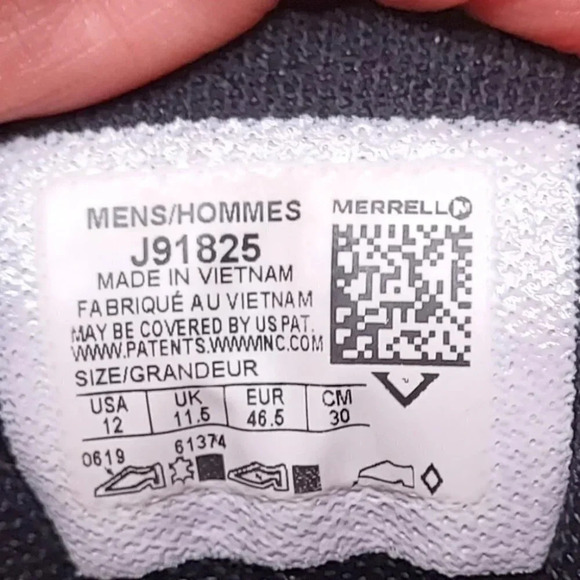 MENS/HOMMES
MERRELL
J91825
MADE IN VIETNAM
FABRIQUÉ AU VIETNAM
MAY BE COVERED BY US PAT.
WWW.PATENTS.WWWINC.COM
SIZE/GRANDEUR
USA UK EUR CM
12 11.5 46.5 30
0619 61374